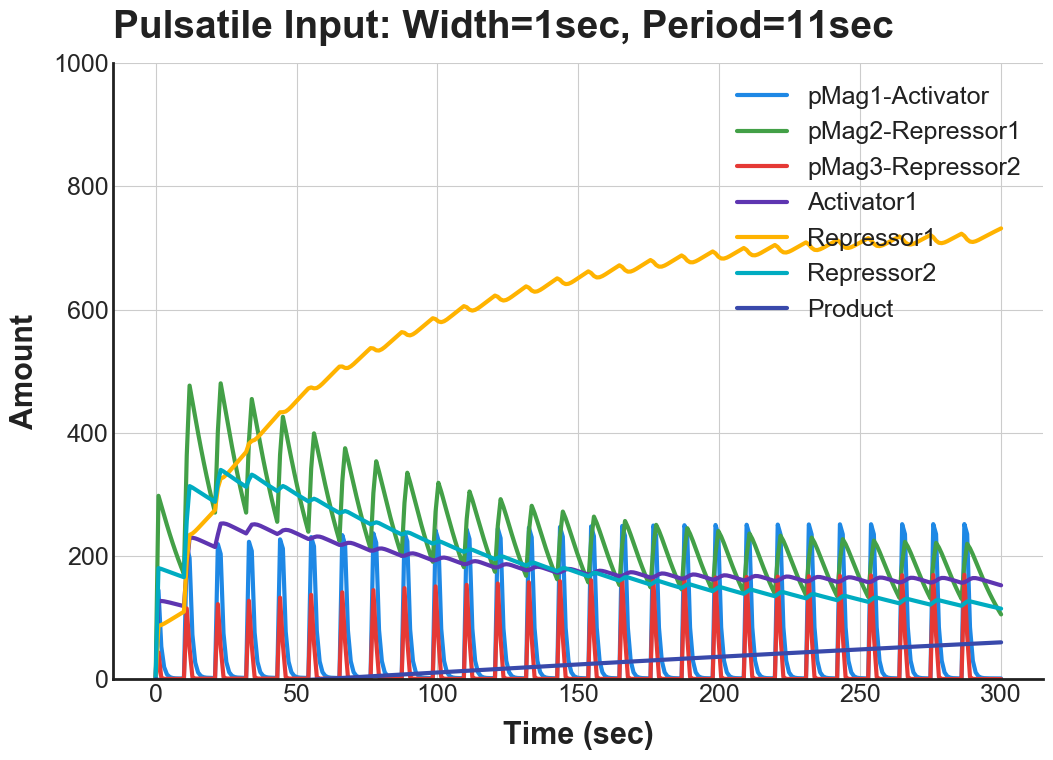 Pulsatile Input: Width=1sec, Period=11sec
1000
800
600
400
200
0
Amount
pMag1-Activator
pMag2-Repressor1
pMag3-Repressor2
Activator1
Repressor1
Repressor2
Product
0 50 100 150 200 250 300
Time (sec)